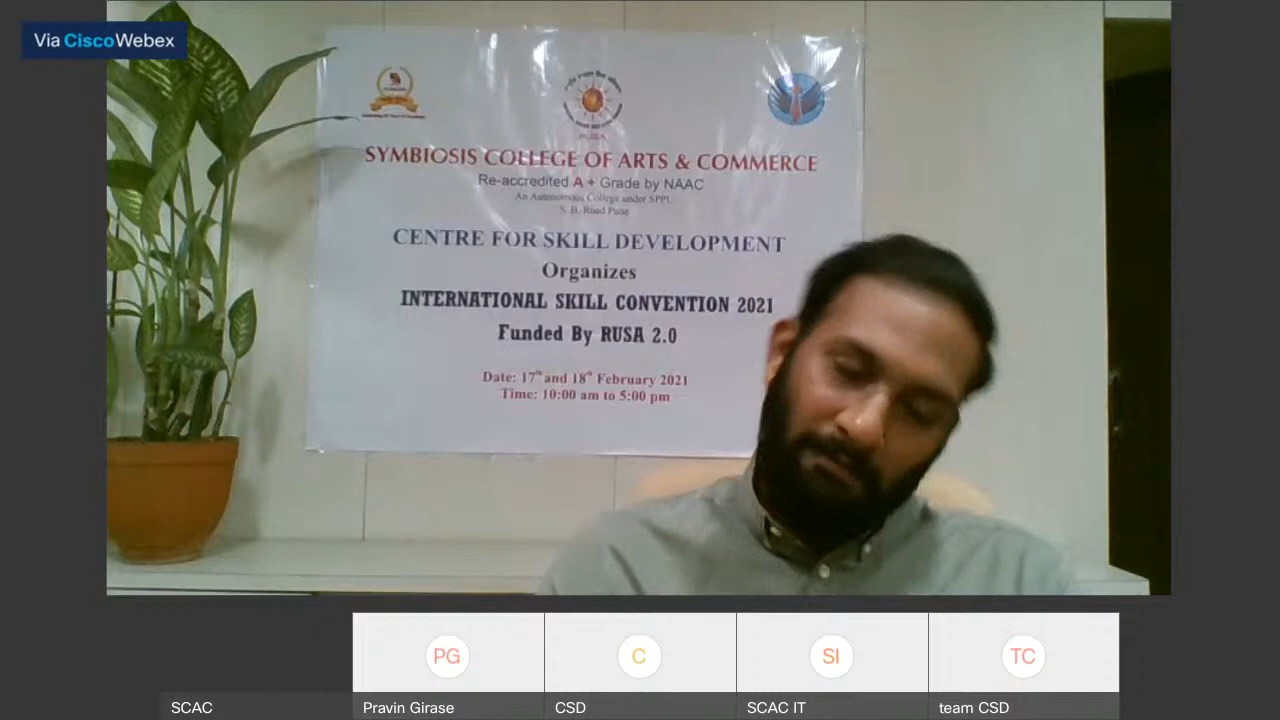 Via CiscoWebex
RUSA
SYMBIOSIS COLLEGE OF ARTS & COMMERCE
Re-accredited A + Grade by NAAC
An Autonomous College under SPPU
S. B. Road Pune
CENTRE FOR SKILL DEVELOPMENT
Organizes
INTERNATIONAL SKILL CONVENTION 2021
Funded By RUSA 2.0
Date: 17th and 18th February 2021
Time: 10:00 am to 5:00 pm
PG
C
SI
TC
SCAC
Pravin Girase
CSD
SCAC IT
team CSD